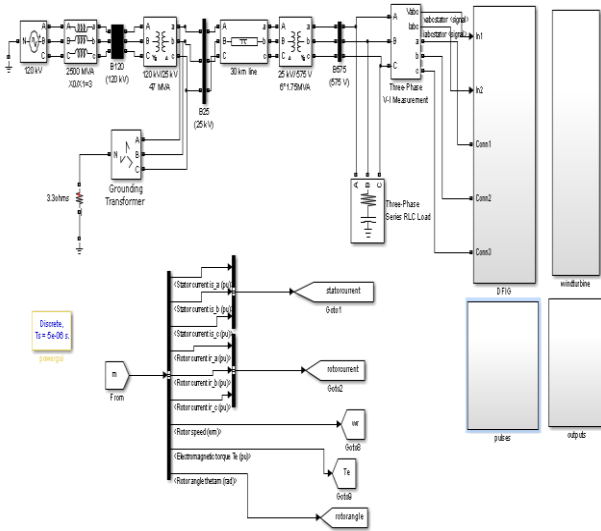 N A A B B C C
120 kV
2500 MVA
X0/X1=3
A a B b C c
B120
(120 kV)
A a B b C c
120 kV/25 kV
47 MVA
B25
(25 kV)
A a B b C c
30 km line
A a B b C c
25 kV/ 575 V
6*1.75MVA
B575
(575 V)
A B C
Vabc
Iabc
a
b
c
Three-Phase
V-I Measurement
vabcstator (signal)
iabcstator (signal)
In1
In2
Conn1
Conn2
Conn3
DFIG
windturbine
N A B C
Grounding
Transformer
3.3ohms
A B C
Three-Phase
Series RLC Load
Discrete,
Ts = 5e-06 s.
powergui
m
From
<Stator current is_a (pu)>
<Stator current is_b (pu)>
<Stator current is_c (pu)>
<Rotor current ir_a (pu)>
<Rotor current ir_b (pu)>
<Rotor current ir_c (pu)>
<Rotor speed (wm)>
<Electromagnetic torque Te (pu)>
<Rotor angle thetam (rad)>
statorcurrent
Goto1
rotorcurrent
Goto2
wr
Goto8
Te
Goto9
rotorangle
pulses
outputs